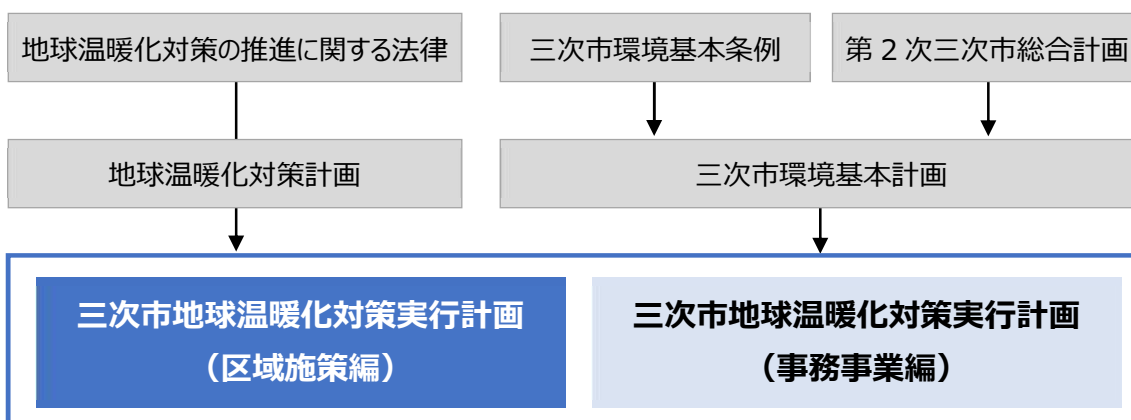 地球温暖化対策の推進に関する法律
三次市環境基本条例
第2次三次市総合計画
地球温暖化対策計画
三次市環境基本計画
三次市地球温暖化対策実行計画
（区域施策編）
三次市地球温暖化対策実行計画
（事務事業編）